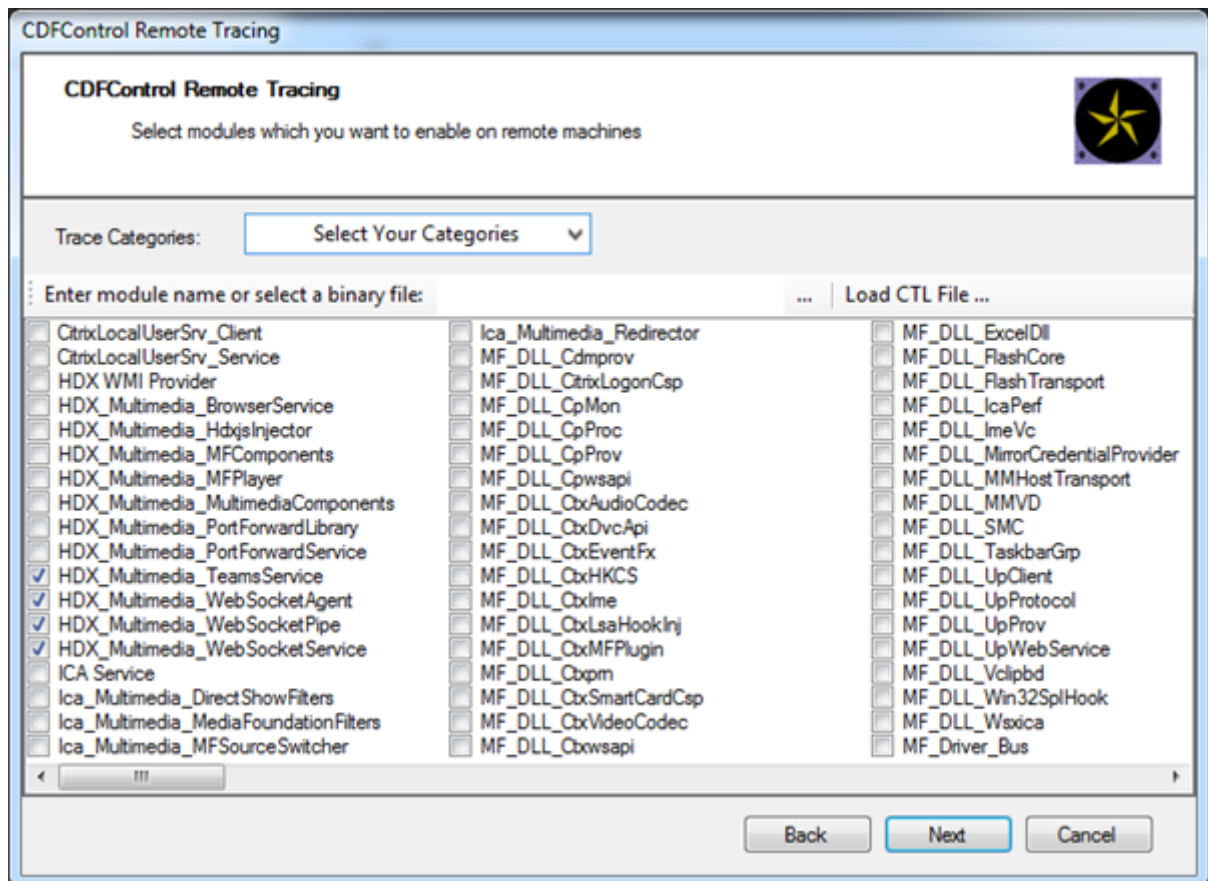 CDFControl Remote Tracing
CDFControl Remote Tracing
Select modules which you want to enable on remote machines
Trace Categories: Select Your Categories
Enter module name or select a binary file: ... Load CTL File ...
CitrixLocalUserSrv_Client
CitrixLocalUserSrv_Service
HDX WMI Provider
HDX_Multimedia_BrowserService
HDX_Multimedia_HdxjsInjector
HDX_Multimedia_MFComponents
HDX_Multimedia_MFPlayer
HDX_Multimedia_MultimediaComponents
HDX_Multimedia_PortForwardLibrary
HDX_Multimedia_PortForwardService
HDX_Multimedia_TeamsService
HDX_Multimedia_WebSocketAgent
HDX_Multimedia_WebSocketPipe
HDX_Multimedia_WebSocketService
ICA Service
Ica_Multimedia_DirectShowFilters
Ica_Multimedia_MediaFoundationFilters
Ica_Multimedia_MFSourceSwitcher
Ica_Multimedia_Redirector
MF_DLL_Cdmprov
MF_DLL_CitrixLogonCsp
MF_DLL_CpMon
MF_DLL_CpProc
MF_DLL_CpProv
MF_DLL_Cpwsapi
MF_DLL_CtxAudioCodec
MF_DLL_CtxDvcApi
MF_DLL_CtxEventFx
MF_DLL_CtxHKCS
MF_DLL_CtxIme
MF_DLL_CtxLsaHookInj
MF_DLL_CtxMFPlugin
MF_DLL_Ctxpm
MF_DLL_CtxSmartCardCsp
MF_DLL_CtxVideoCodec
MF_DLL_Ctxwsapi
MF_DLL_ExcelDll
MF_DLL_FlashCore
MF_DLL_FlashTransport
MF_DLL_IcaPerf
MF_DLL_ImeVc
MF_DLL_MirrorCredentialProvider
MF_DLL_MMHostTransport
MF_DLL_MMVD
MF_DLL_SMC
MF_DLL_TaskbarGrp
MF_DLL_UpClient
MF_DLL_UpProtocol
MF_DLL_UpProv
MF_DLL_UpWebService
MF_DLL_Vclipbd
MF_DLL_Win32SplHook
MF_DLL_Wsxica
MF_Driver_Bus
Back Next Cancel